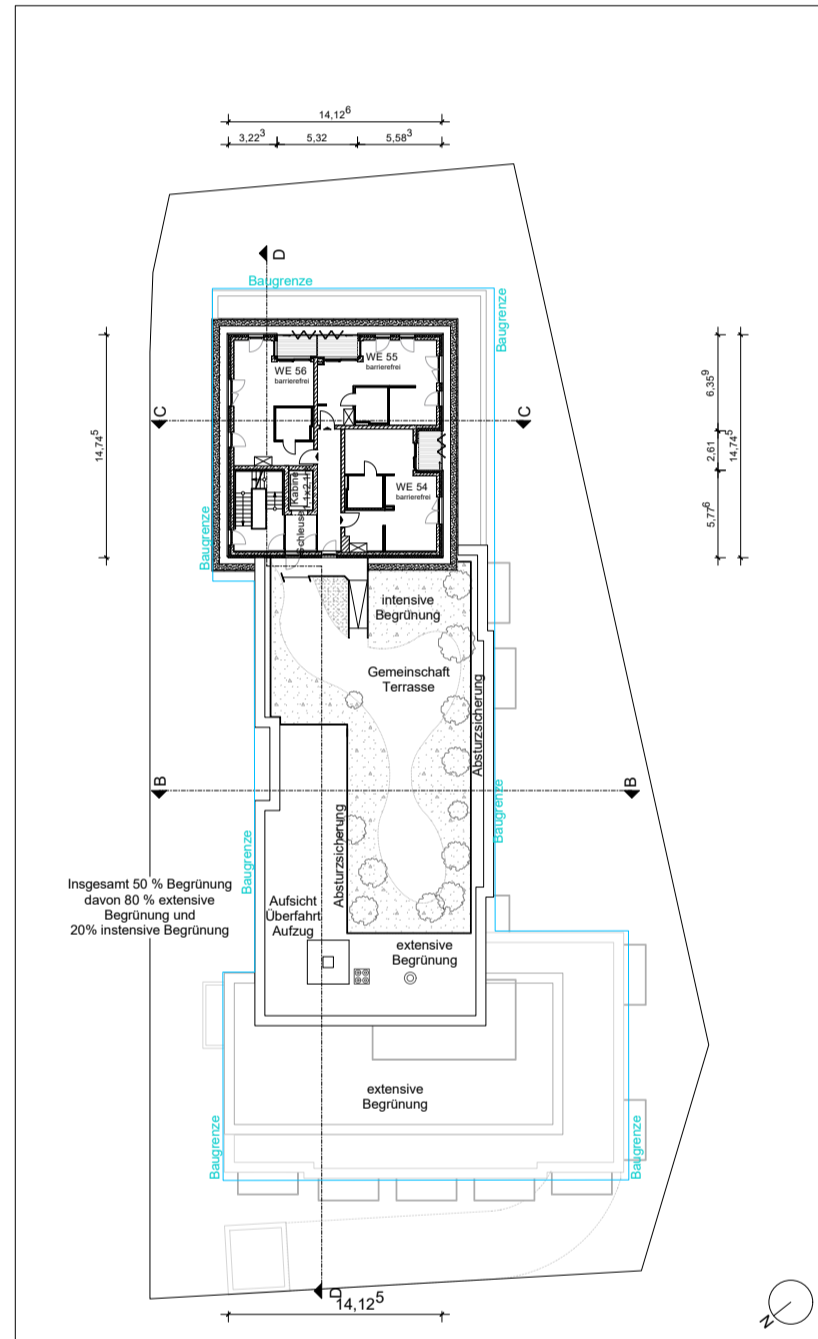 14,12⁶
3,22³ 5,32 5,58³
D
Baugrenze
Baugrenze
WE 56
barrierefrei
WE 55
barrierefrei
C
C
14,74⁵
6,35⁹
2,61
14,74⁵
5,77⁶
Kabine
1,1x2,1
WE 54
barrierefrei
Schleuse
Baugrenze
intensive
Begrünung
Gemeinschaft
Terrasse
Absturzsicherung
B
B
Baugrenze
Baugrenze
Absturzsicherung
Insgesamt 50 % Begrünung
davon 80 % extensive
Begrünung und
20% instensive Begrünung
Aufsicht
Überfahrt
Aufzug
extensive
Begrünung
extensive
Begrünung
Baugrenze
Baugrenze
D
14,12⁵
N